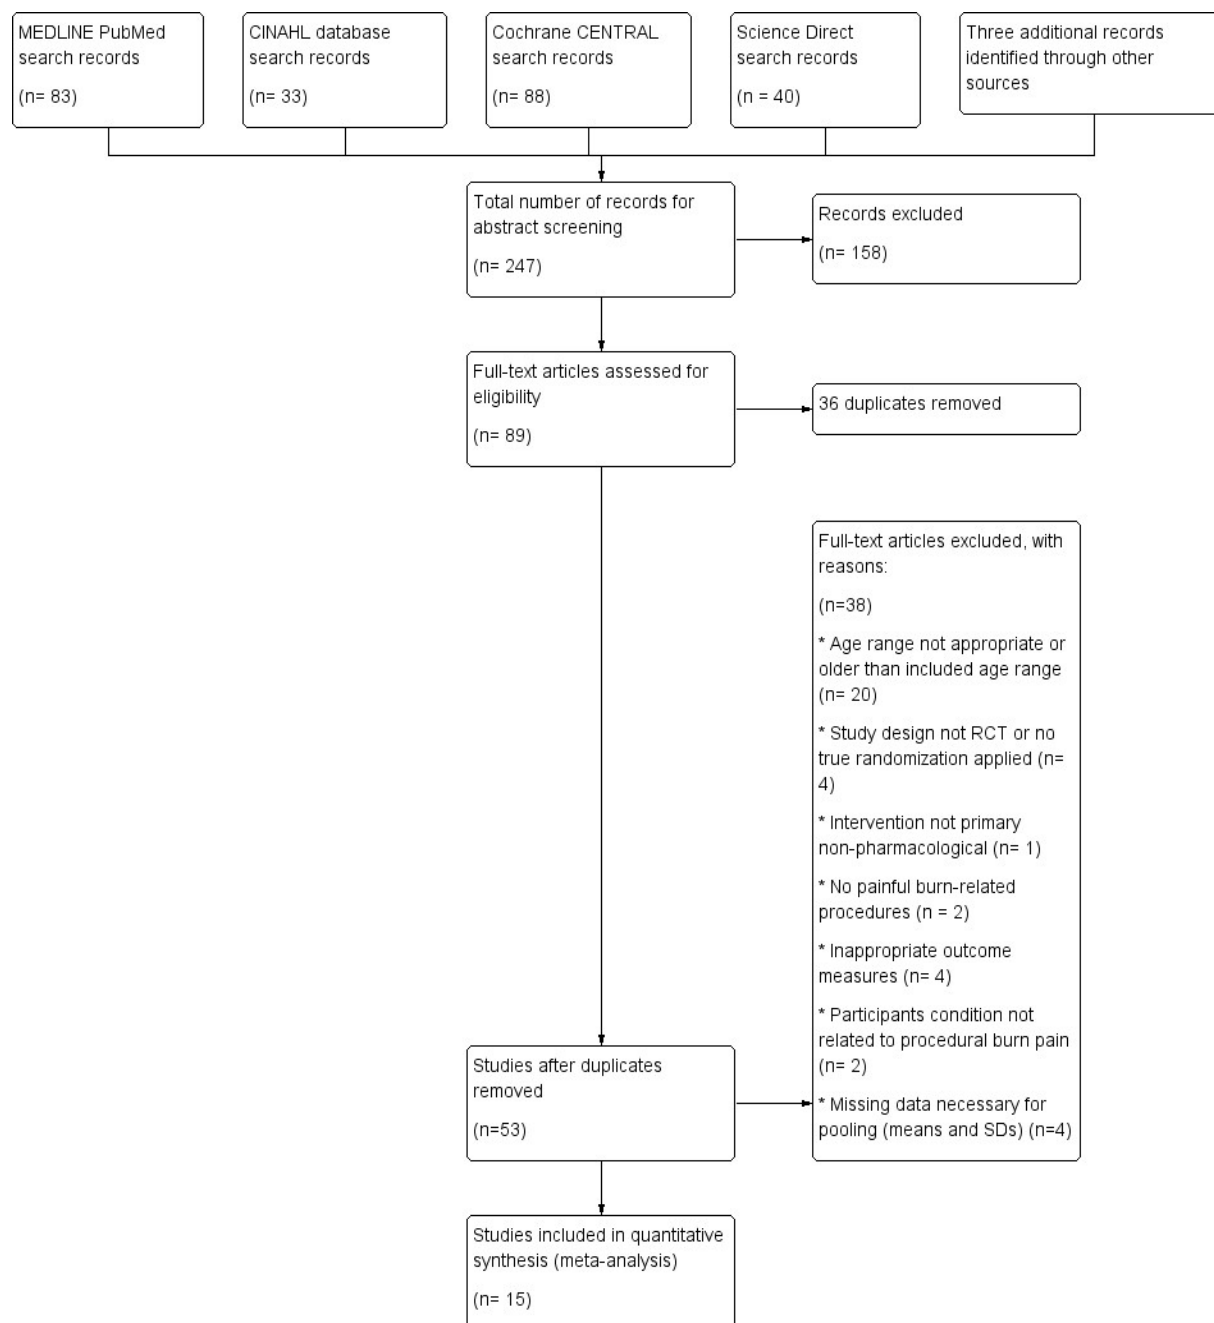 MEDLINE PubMed
search records
(n= 83)
CINAHL database
search records
(n= 33)
Cochrane CENTRAL
search records
(n= 88)
Science Direct
search records
(n = 40)
Three additional records
identified through other
sources
Total number of records for
abstract screening
(n= 247)
Records excluded
(n= 158)
Full-text articles assessed for
eligibility
(n= 89)
36 duplicates removed
Full-text articles excluded, with
reasons:
(n=38)
* Age range not appropriate or
older than included age range
(n= 20)
* Study design not RCT or no
true randomization applied (n=
4)
* Intervention not primary
non-pharmacological (n= 1)
* No painful burn-related
procedures (n = 2)
* Inappropriate outcome
measures (n= 4)
* Participants condition not
related to procedural burn pain
(n= 2)
* Missing data necessary for
pooling (means and SDs) (n=4)
Studies after duplicates
removed
(n=53)
Studies included in quantitative
synthesis (meta-analysis)
(n= 15)